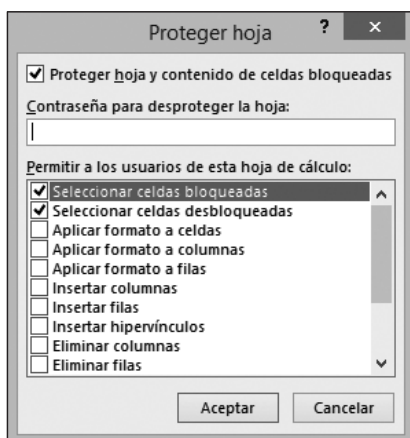 Proteger hoja ? ×
Proteger hoja y contenido de celdas bloqueadas
Contraseña para desproteger la hoja:
Permitir a los usuarios de esta hoja de cálculo:
Seleccionar celdas bloqueadas
Seleccionar celdas desbloqueadas
Aplicar formato a celdas
Aplicar formato a columnas
Aplicar formato a filas
Insertar columnas
Insertar filas
Insertar hipervínculos
Eliminar columnas
Eliminar filas
Aceptar Cancelar